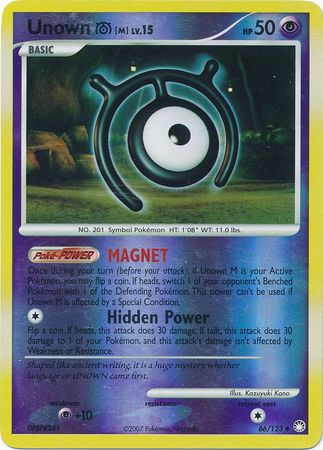 Unown [M] LV.15 HP 50
BASIC
NO. 201 Symbol Pokémon HT: 1'08" WT: 11.0 lbs.
Poké-POWER MAGNET
Once during your turn (before your attack), if Unown M is your Active
Pokémon, you may flip a coin. If heads, switch 1 of your opponent's Benched
Pokémon with 1 of the Defending Pokémon. This power can't be used if
Unown M is affected by a Special Condition.
Hidden Power
Flip a coin. If heads, this attack does 30 damage. If tails, this attack does 30
damage to 1 of your Pokémon, and this attack's damage isn't affected by
Weakness or Resistance.
Shaped like ancient writing, it is a huge mystery whether
language or UNOWN came first.
Illus. Kazuyuki Kano
weakness resistance retreat cost
+10
©2007 Pokémon/Nintendo
66/123